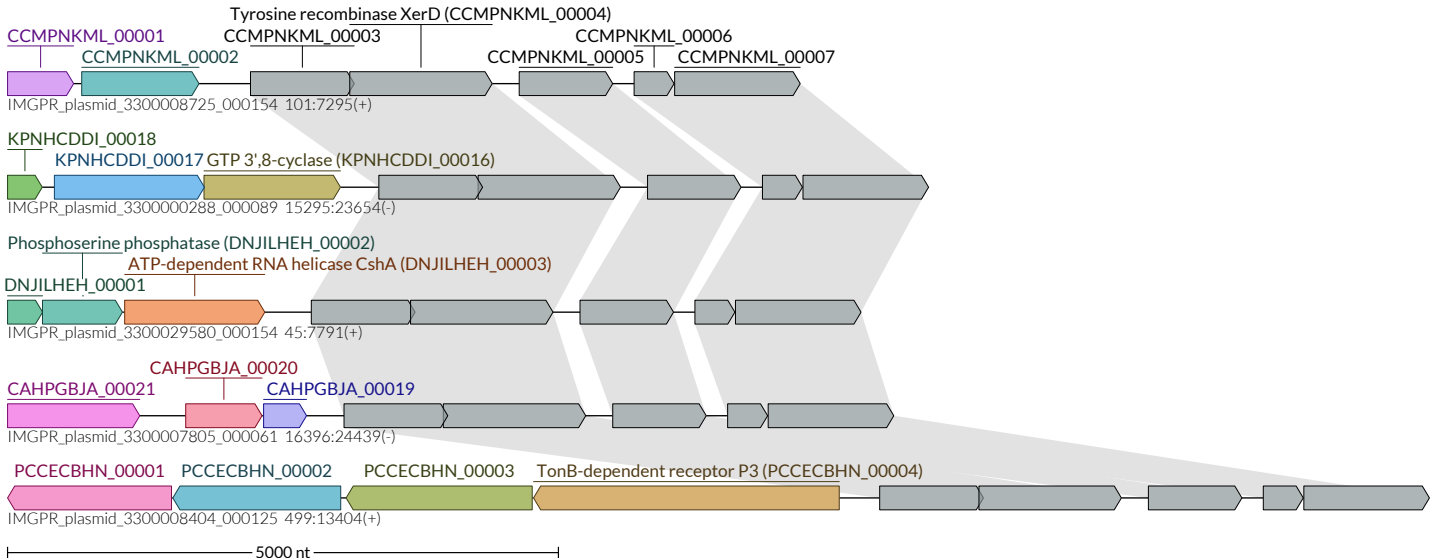 Tyrosine recombinase XerD (CCMPNKML_00004)
CCMPNKML_00001 CCMPNKML_00003 CCMPNKML_00006
CCMPNKML_00002 CCMPNKML_00005 CCMPNKML_00007
IMGPR_plasmid_3300008725_000154 101:7295(+)
KPNHCDDI_00018
KPNHCDDI_00017 GTP 3',8-cyclase (KPNHCDDI_00016)
IMGPR_plasmid_3300000288_000089 15295:23654(-)
Phosphoserine phosphatase (DNJILHEH_00002)
ATP-dependent RNA helicase CshA (DNJILHEH_00003)
DNJILHEH_00001
IMGPR_plasmid_3300029580_000154 45:7791(+)
CAHPGBJA_00020
CAHPGBJA_00021 CAHPGBJA_00019
IMGPR_plasmid_3300007805_000061 16396:24439(-)
PCCECBHN_00001 PCCECBHN_00002 PCCECBHN_00003 TonB-dependent receptor P3 (PCCECBHN_00004)
IMGPR_plasmid_3300008404_000125 499:13404(+)
5000 nt